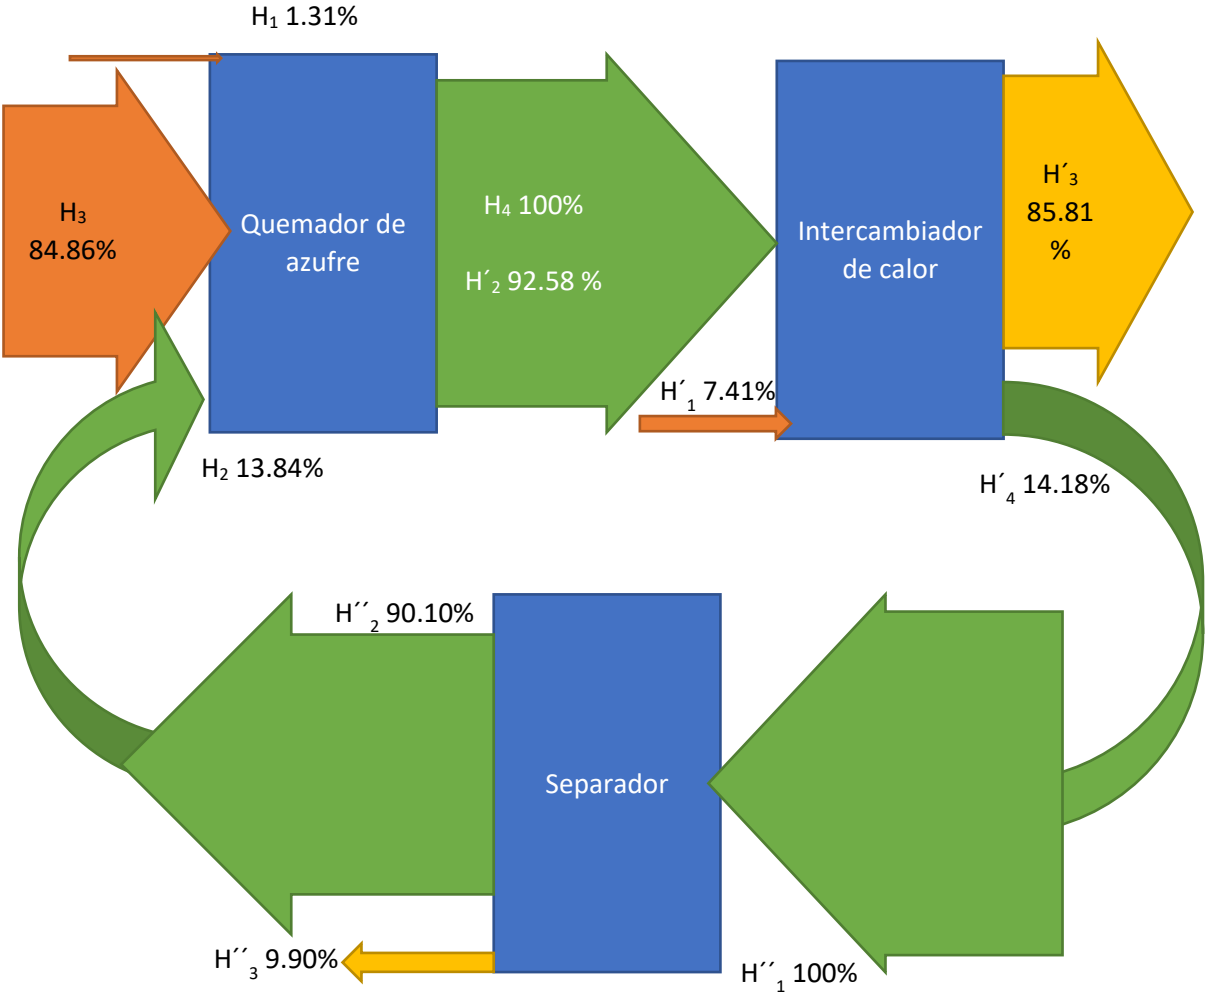 H₁ 1.31%
H₃
84.86%
Quemador de
azufre
H₄ 100%
H´₂ 92.58 %
Intercambiador
de calor
H´₃
85.81
%
H´₁ 7.41%
H₂ 13.84%
H´₄ 14.18%
H´´₂ 90.10%
Separador
H´´₃ 9.90%
H´´₁ 100%